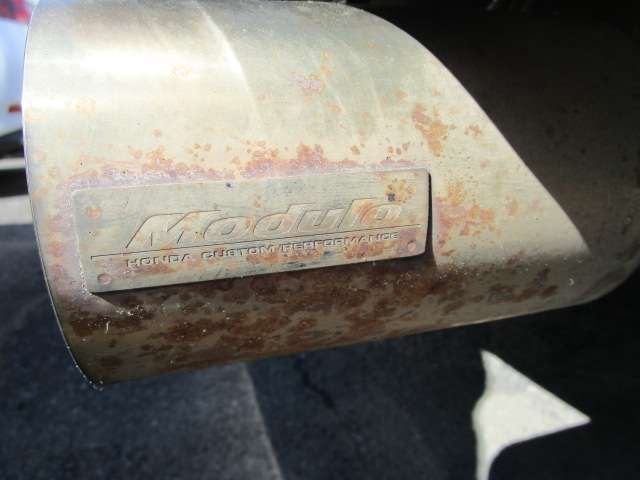 Modulo
HONDA CUSTOM PERFORMANCE